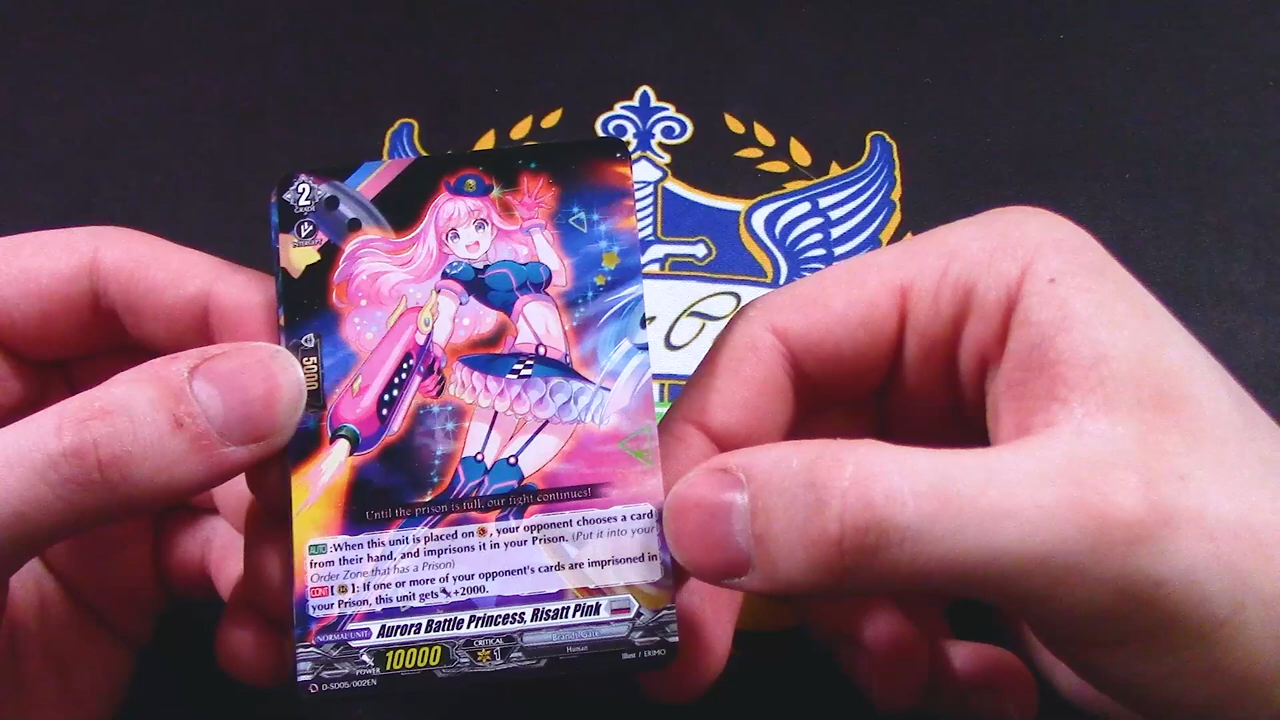 2
GRADE
INTERCEPT
5000
Until the prison is full, our fight continues!
AUTO :When this unit is placed on , your opponent chooses a card
from their hand, and imprisons it in your Prison. (Put it into your
Order Zone that has a Prison)
CONT [ ]: If one or more of your opponent's cards are imprisoned in
your Prison, this unit gets +2000.
NORMAL UNIT Aurora Battle Princess, Risatt Pink
POWER 10000 CRITICAL 1 Brandt Gate
Human
Illust / ERIMO
D-SD05/002EN